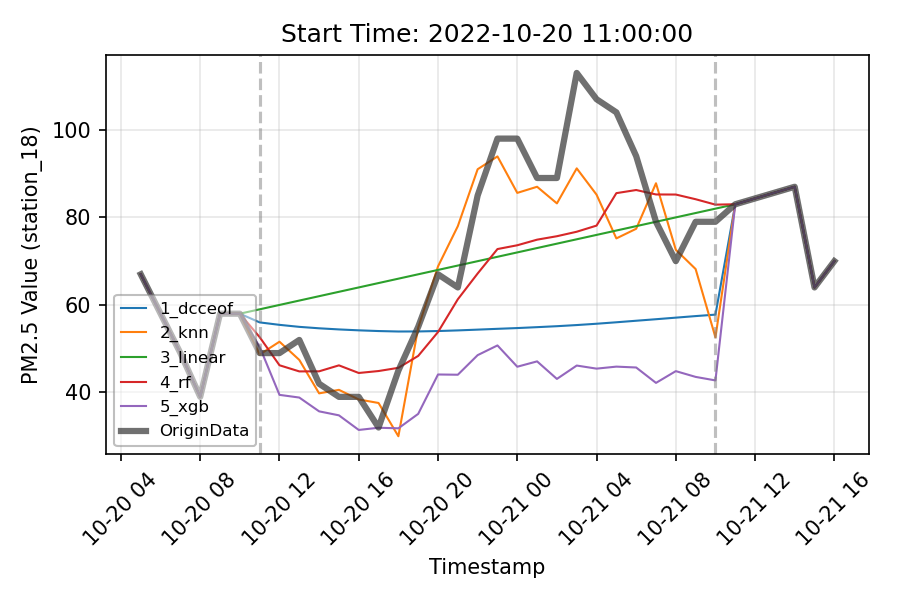 Start Time: 2022-10-20 11:00:00
PM2.5 Value (station_18)
100
80
60
40
1_dcceof
2_knn
3_linear
4_rf
5_xgb
OriginData
10-20 04
10-20 08
10-20 12
10-20 16
10-20 20
10-21 00
10-21 04
10-21 08
10-21 12
10-21 16
Timestamp